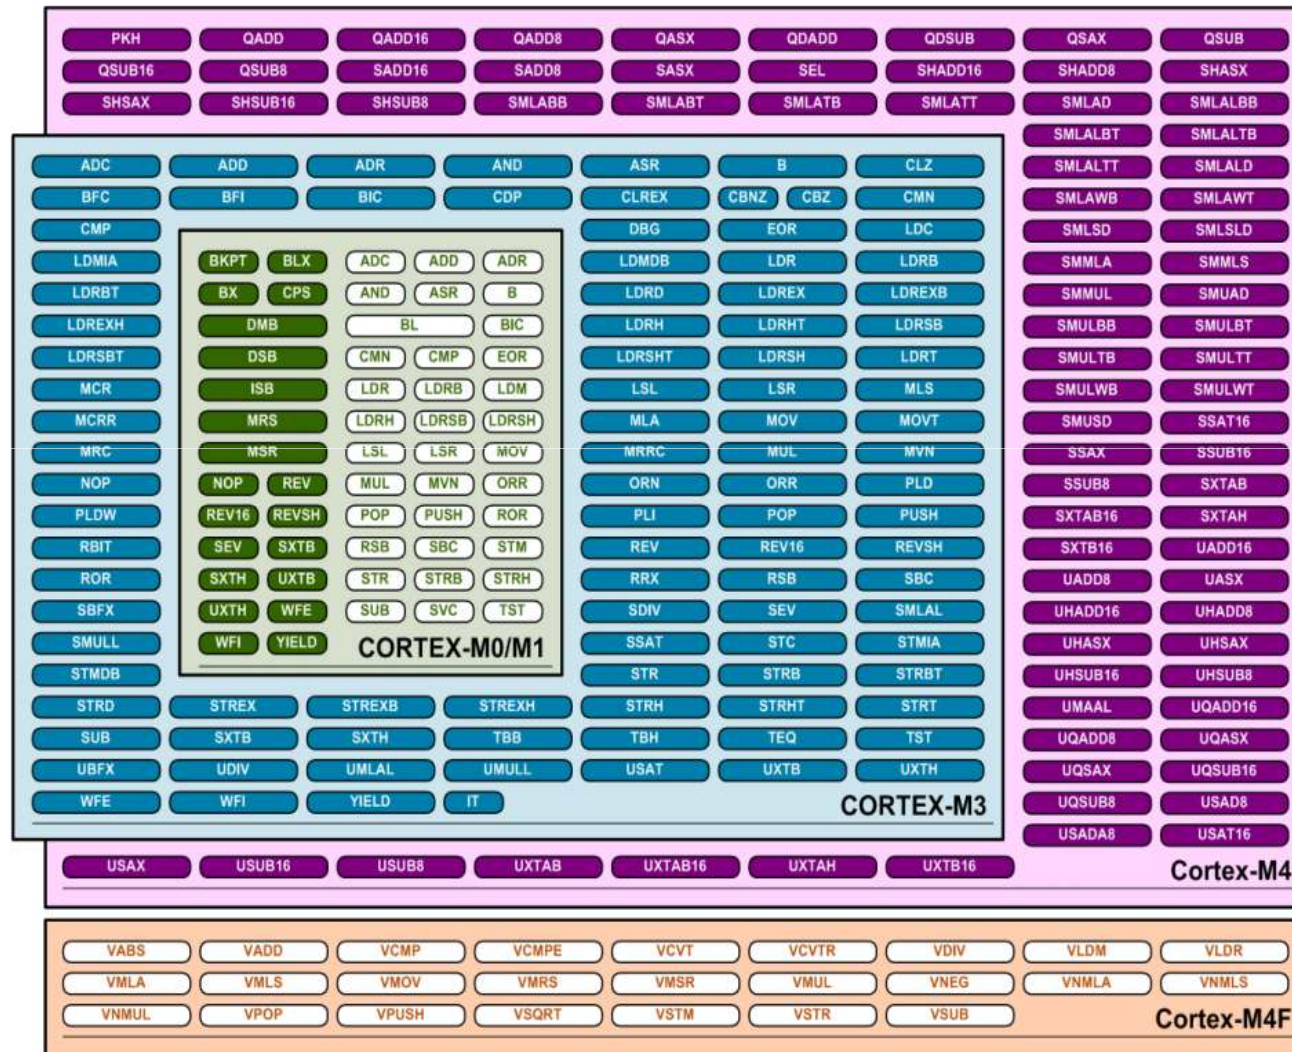 PKH QADD QADD16 QADD8 QASX QDADD QDSUB QSAX QSUB
QSUB16 QSUB8 SADD16 SADD8 SASX SEL SHADD16 SHADD8 SHASX
SHSAX SHSUB16 SHSUB8 SMLABB SMLABT SMLATB SMLATT SMLAD SMLALBB
SMLALBT SMLALTB
ADC ADD ADR AND ASR B CLZ SMLALTT SMLALD
BFC BFI BIC CDP CLREX CBNZ CBZ CMN SMLAWB SMLAWT
CMP DBG EOR LDC SMLSD SMLSLD
LDMIA BKPT BLX ADC ADD ADR LDMDB LDR LDRB SMMLA SMMLS
LDRBT BX CPS AND ASR B LDRD LDREX LDREXB SMMUL SMUAD
LDREXH DMB BL BIC LDRH LDRHT LDRSB SMULBB SMULBT
LDRSBT DSB CMN CMP EOR LDRSHT LDRSH LDRT SMULTB SMULTT
MCR ISB LDR LDRB LDM LSL LSR MLS SMULWB SMULWT
MCRR MRS LDRH LDRSB LDRSH MLA MOV MOVT SMUSD SSAT16
MRC MSR LSL LSR MOV MRRC MUL MVN SSAX SSUB16
NOP NOP REV MUL MVN ORR ORN ORR PLD SSUB8 SXTAB
PLDW REV16 REVSH POP PUSH ROR PLI POP PUSH SXTAB16 SXTAH
RBIT SEV SXTB RSB SBC STM REV REV16 REVSH SXTB16 UADD16
ROR SXTH UXTB STR STRB STRH RRX RSB SBC UADD8 UASX
SBFX UXTH WFE SUB SVC TST SDIV SEV SMLAL UHADD16 UHADD8
SMULL WFI YIELD CORTEX-M0/M1 SSAT STC STMIA UHASX UHSAX
STMDB STR STRB STRBT UHSUB16 UHSUB8
STRD STREX STREXB STREXH STRH STRHT STRT UMAAL UQADD16
SUB SXTB SXTH TBB TBH TEQ TST UQADD8 UQASX
UBFX UDIV UMLAL UMULL USAT UXTB UXTH UQSAX UQSUB16
WFE WFI YIELD IT CORTEX-M3 UQSUB8 USAD8
USADA8 USAT16
USAX USUB16 USUB8 UXTAB UXTAB16 UXTAH UXTB16 Cortex-M4
VABS VADD VCMP VCMPE VCVT VCVTR VDIV VLDM VLDR
VMLA VMLS VMOV VMRS VMSR VMUL VNEG VNMLA VNMLS
VNMUL VPOP VPUSH VSQRT VSTM VSTR VSUB Cortex-M4F